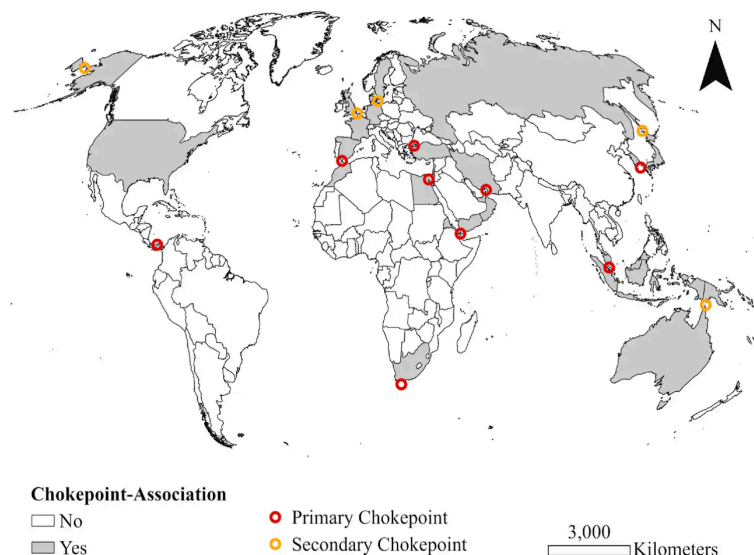 N
Chokepoint-Association
No
Yes
Primary Chokepoint
Secondary Chokepoint
3,000
Kilometers